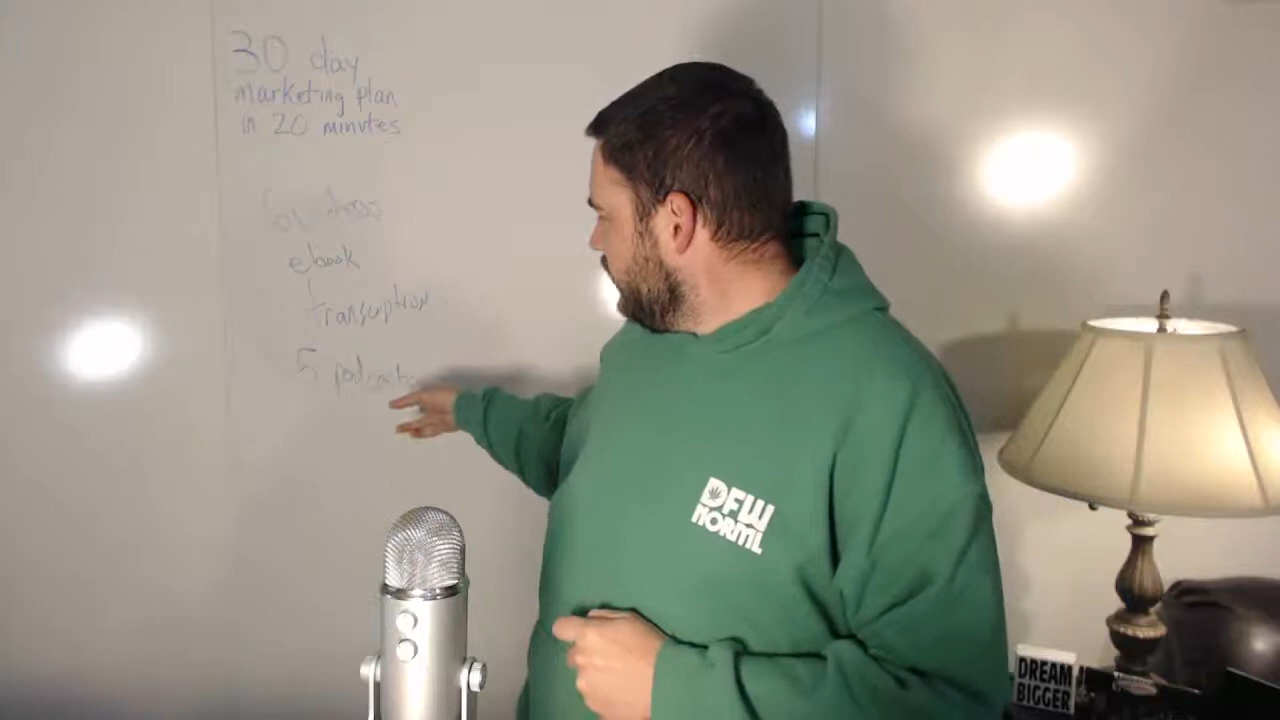 30 day
marketing plan
in 20 minutes
ebook
transcription
5 podcasts
DFW
NORML
DREAM
BIGGER